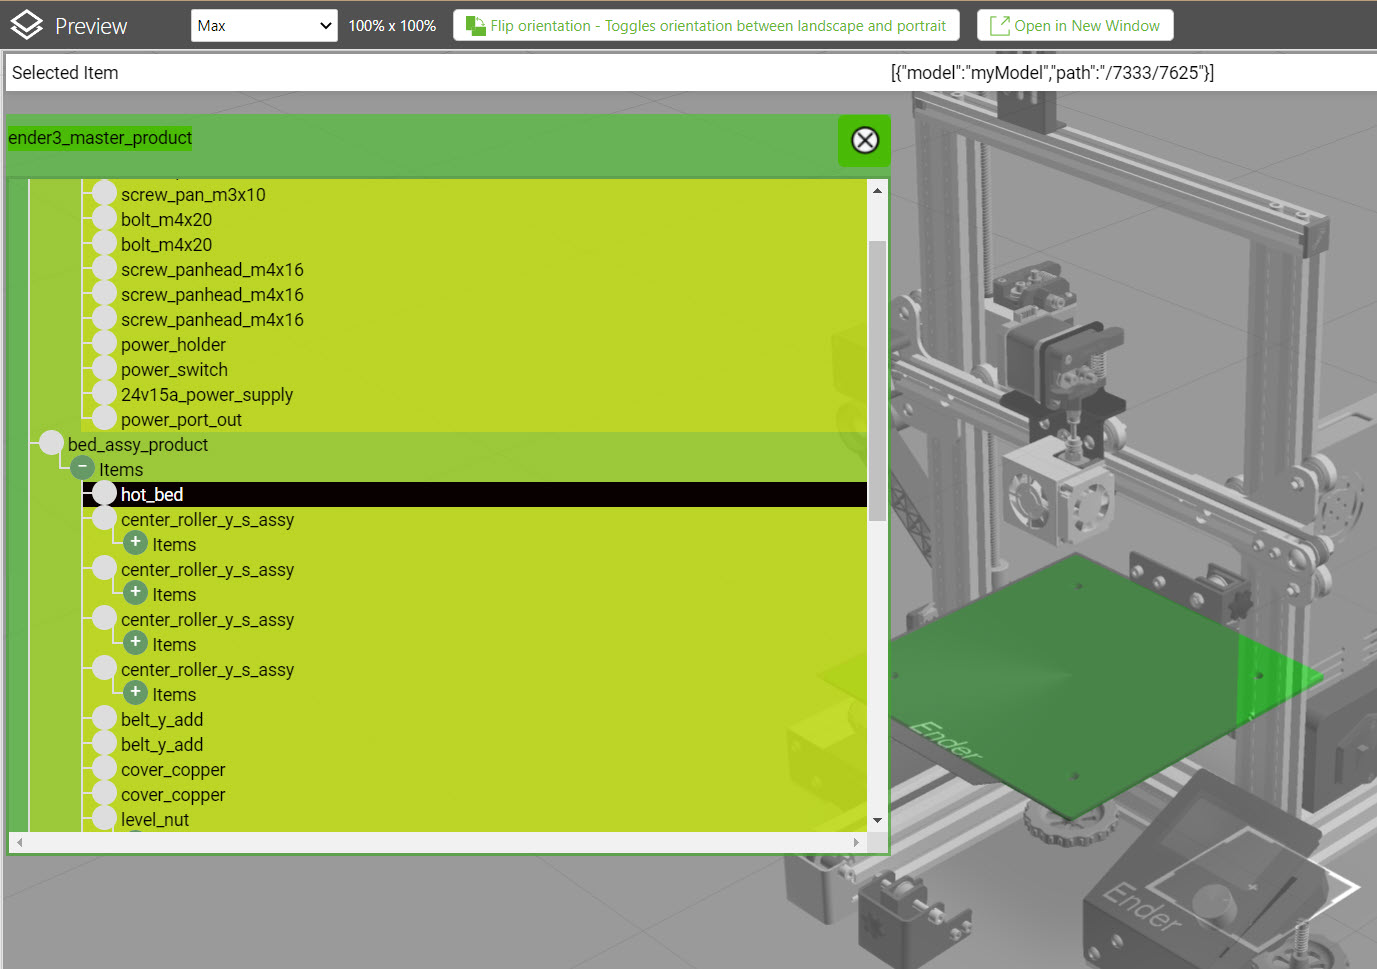 Preview
Max
100% x 100%
Flip orientation - Toggles orientation between landscape and portrait
Open in New Window
Selected Item
[{"model":"myModel","path":"/7333/7625"}]
ender3_master_product
screw_pan_m3x10
bolt_m4x20
bolt_m4x20
screw_panhead_m4x16
screw_panhead_m4x16
screw_panhead_m4x16
power_holder
power_switch
24v15a_power_supply
power_port_out
bed_assy_product
Items
hot_bed
center_roller_y_s_assy
Items
center_roller_y_s_assy
Items
center_roller_y_s_assy
Items
center_roller_y_s_assy
Items
belt_y_add
belt_y_add
cover_copper
cover_copper
level_nut
Ender
Ender